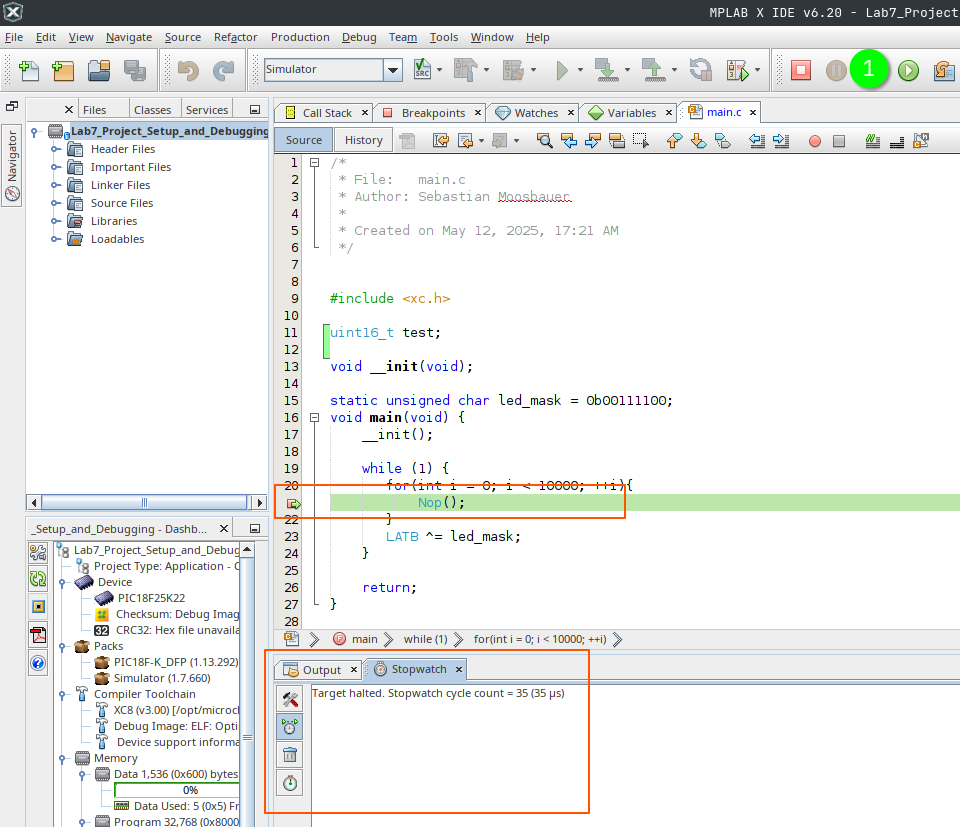 MPLAB X IDE v6.20 - Lab7_Project
File Edit View Navigate Source Refactor Production Debug Team Tools Window Help
Simulator
SRC
1
Files Classes Services
Call Stack Breakpoints Watches Variables main.c
Navigator
Lab7_Project_Setup_and_Debugging
Header Files
Important Files
Linker Files
Source Files
Libraries
Loadables
Source History
1 /*
2 * File: main.c
3 * Author: Sebastian Moosbauer
4 *
5 * Created on May 12, 2025, 17:21 AM
6 */
7
8
9 #include <xc.h>
10
11 uint16_t test;
12
13 void __init(void);
14
15 static unsigned char led_mask = 0b00111100;
16 void main(void) {
17 __init();
18
19 while (1) {
20 for(int i = 0; i < 10000; ++i){
Nop();
22 }
23 LATB ^= led_mask;
24 }
25
26 return;
27 }
28
main while (1) for(int i = 0; i < 10000; ++i)
_Setup_and_Debugging - Dashb...
Lab7_Project_Setup_and_Debug
Project Type: Application - C
Device
PIC18F25K22
Checksum: Debug Imag
CRC32: Hex file unavaila
Packs
PIC18F-K_DFP (1.13.292)
Simulator (1.7.660)
Compiler Toolchain
XC8 (v3.00) [/opt/microch
Debug Image: ELF: Opti
Device support informa
Memory
Data 1,536 (0x600) bytes
0%
Data Used: 5 (0x5) Fr
Program 32,768 (0x8000
Output Stopwatch
Target halted. Stopwatch cycle count = 35 (35 µs)